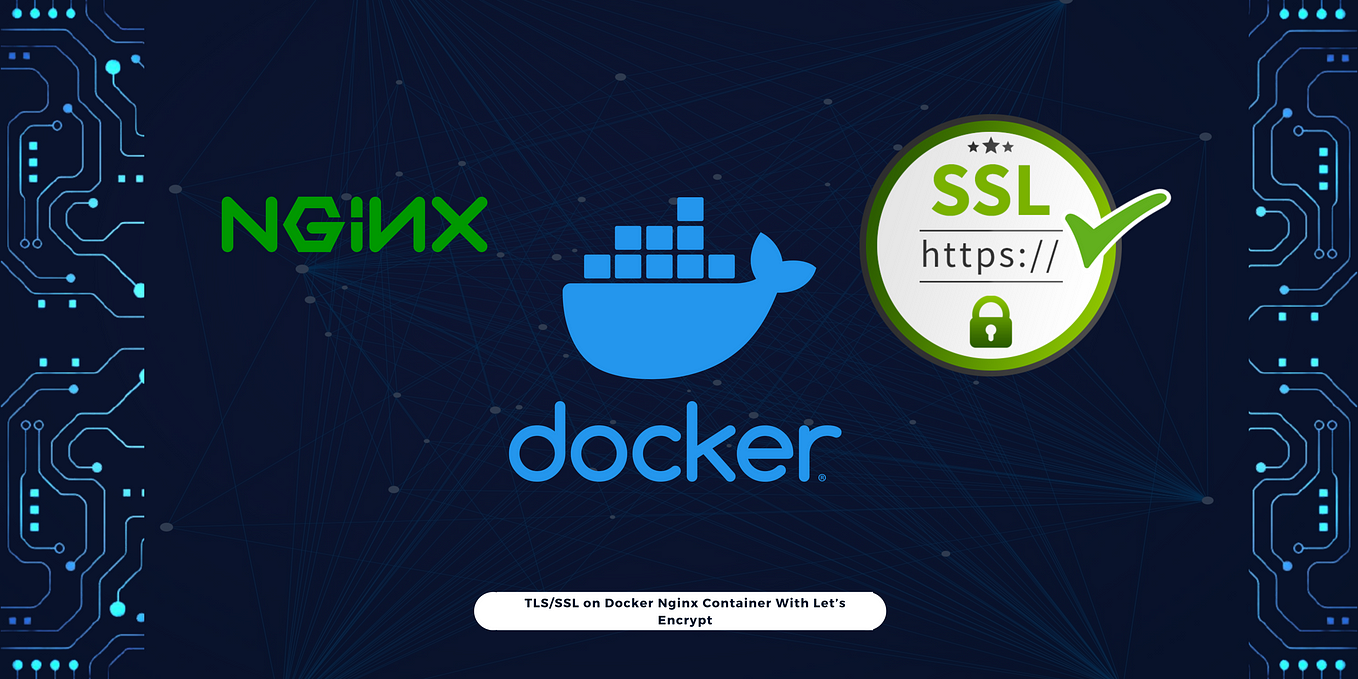 NGiNX
SSL
https://
docker®
TLS/SSL on Docker Nginx Container With Let's
Encrypt